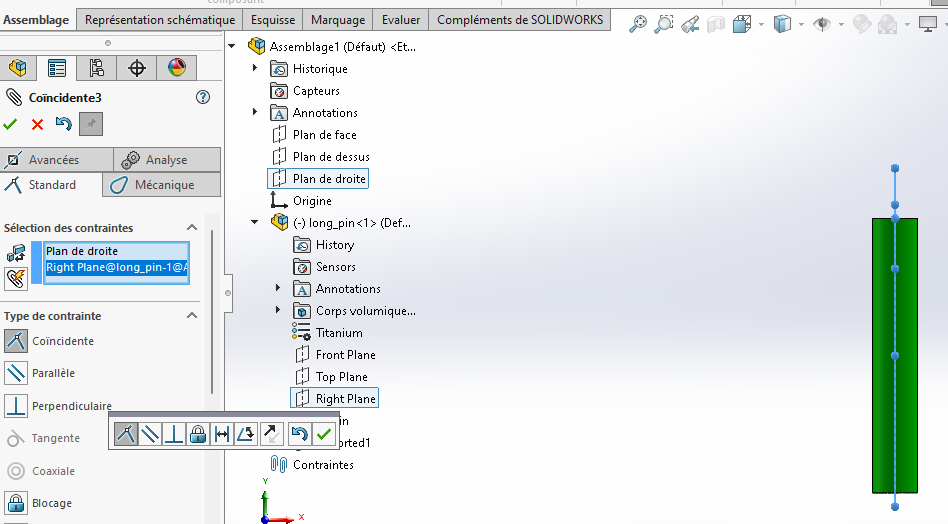 composant
Assemblage
Représentation schématique
Esquisse
Marquage
Evaluer
Compléments de SOLIDWORKS
Coïncidente3
Avancées
Analyse
Standard
Mécanique
Sélection des contraintes
Plan de droite
Right Plane@long_pin-1@A
Type de contrainte
Coïncidente
Parallèle
Perpendiculaire
Tangente
Coaxiale
Blocage
Assemblage1 (Défaut) <Et...
Historique
Capteurs
Annotations
Plan de face
Plan de dessus
Plan de droite
Origine
(-) long_pin<1> (Def...
History
Sensors
Annotations
Corps volumique...
Titanium
Front Plane
Top Plane
Right Plane
in
orted1
Contraintes
Y
X